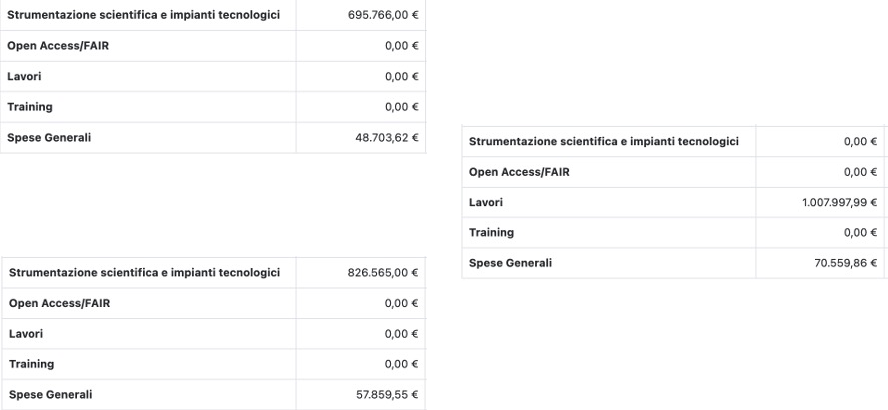 Strumentazione scientifica e impianti tecnologici 695.766,00 €
Open Access/FAIR 0,00 €
Lavori 0,00 €
Training 0,00 €
Spese Generali 48.703,62 €
Strumentazione scientifica e impianti tecnologici 826.565,00 €
Open Access/FAIR 0,00 €
Lavori 0,00 €
Training 0,00 €
Spese Generali 57.859,55 €
Strumentazione scientifica e impianti tecnologici 0,00 €
Open Access/FAIR 0,00 €
Lavori 1.007.997,99 €
Training 0,00 €
Spese Generali 70.559,86 €